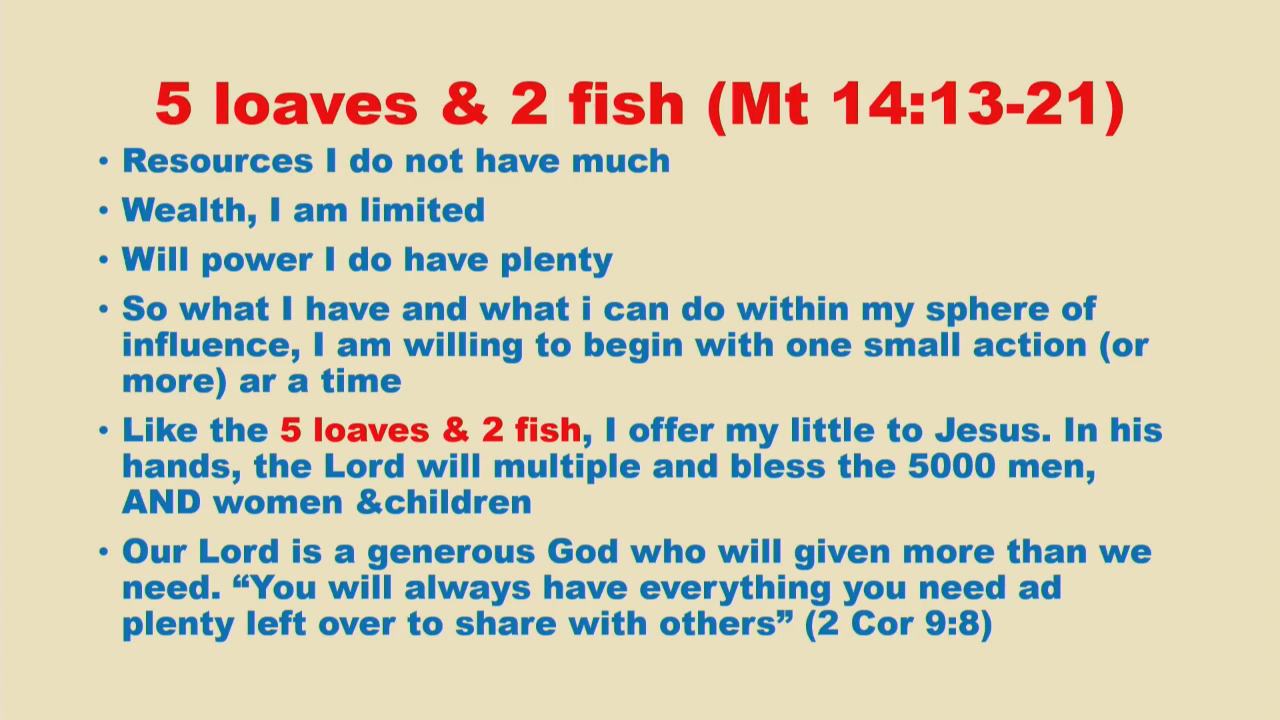 5 loaves & 2 fish (Mt 14:13-21)
• Resources I do not have much
• Wealth, I am limited
• Will power I do have plenty
• So what I have and what i can do within my sphere of
influence, I am willing to begin with one small action (or
more) ar a time
• Like the 5 loaves & 2 fish, I offer my little to Jesus. In his
hands, the Lord will multiple and bless the 5000 men,
AND women &children
• Our Lord is a generous God who will given more than we
need. “You will always have everything you need ad
plenty left over to share with others” (2 Cor 9:8)